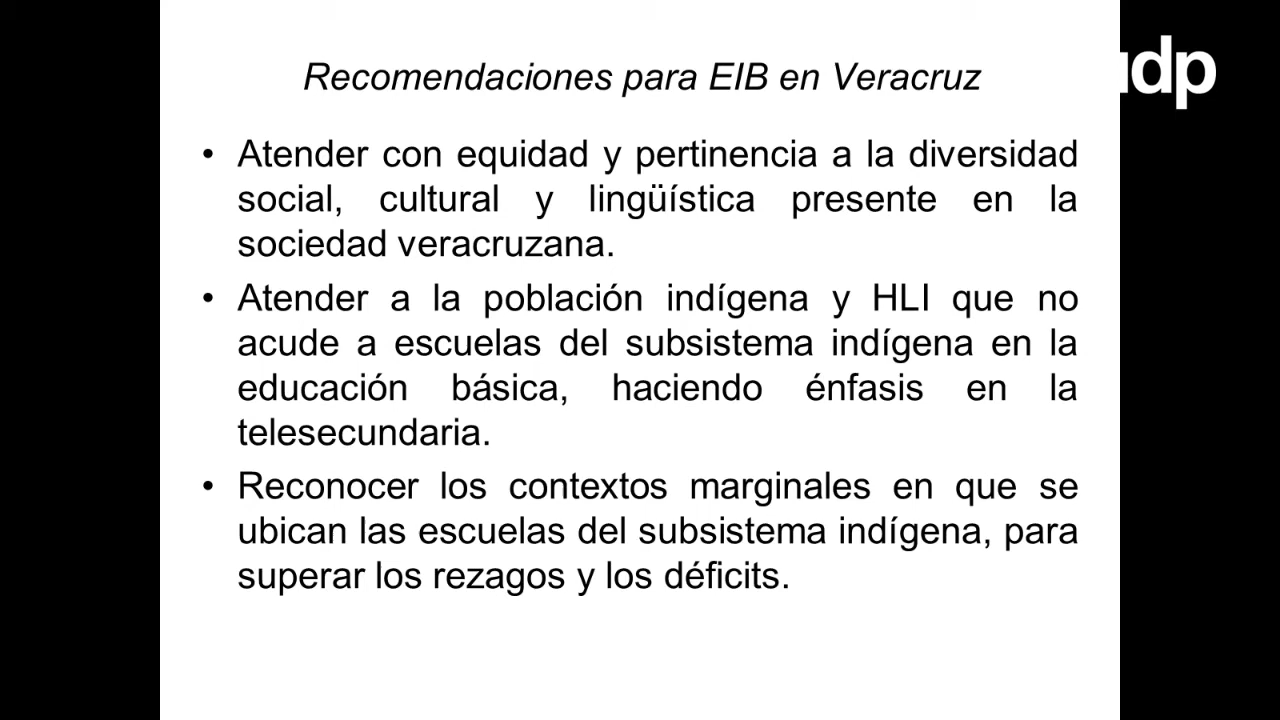 Recomendaciones para EIB en Veracruz
udp
• Atender con equidad y pertinencia a la diversidad
social, cultural y lingüística presente en la
sociedad veracruzana.
• Atender a la población indígena y HLI que no
acude a escuelas del subsistema indígena en la
educación básica, haciendo énfasis en la
telesecundaria.
• Reconocer los contextos marginales en que se
ubican las escuelas del subsistema indígena, para
superar los rezagos y los déficits.